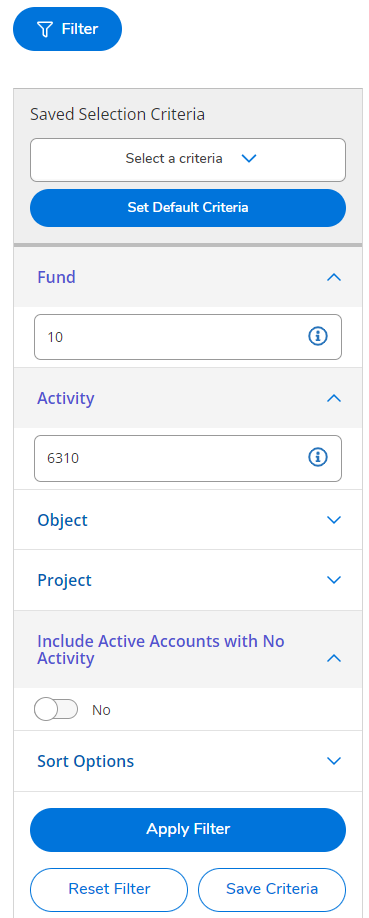 Filter
Saved Selection Criteria
Select a criteria
Set Default Criteria
Fund
10
Activity
6310
Object
Project
Include Active Accounts with No
Activity
No
Sort Options
Apply Filter
Reset Filter
Save Criteria